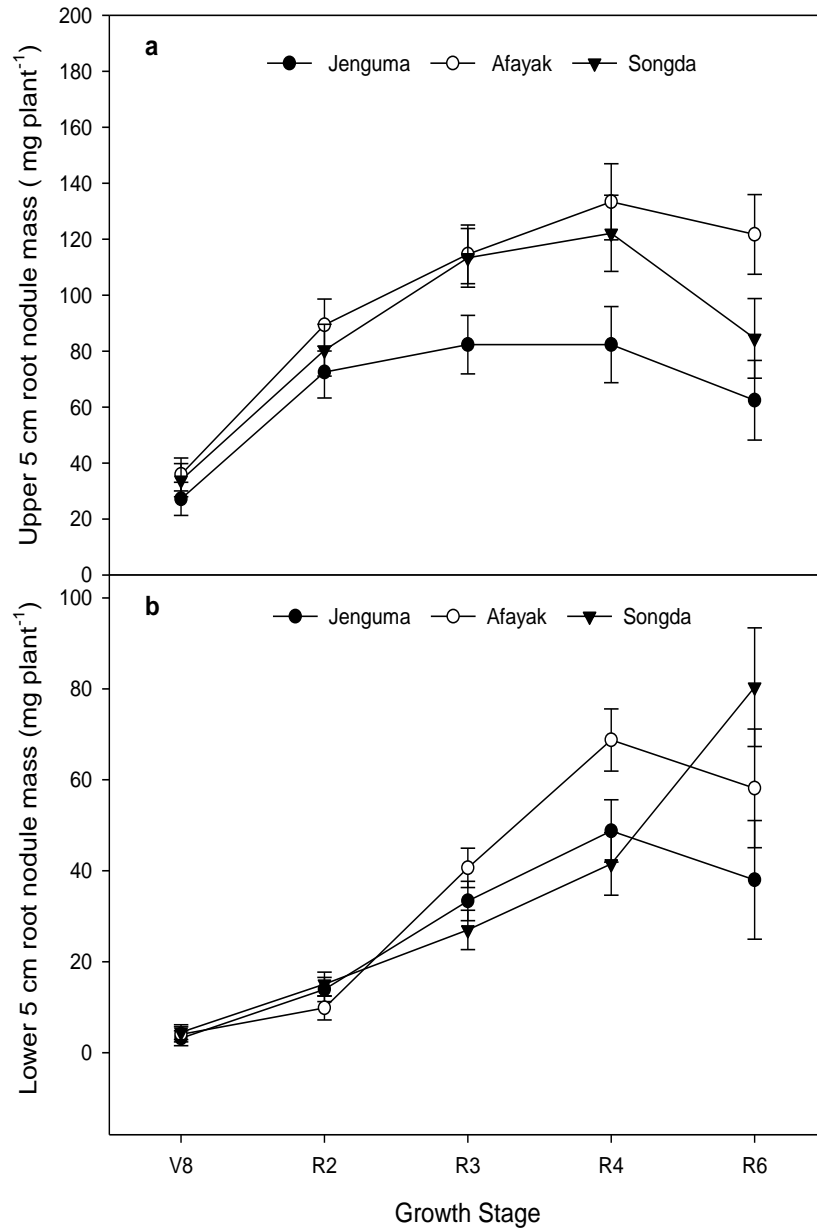 a
Jenguma Afayak Songda
Upper 5 cm root nodule mass ( mg plant-1)
200
180
160
140
120
100
80
60
40
20
0
b
Jenguma Afayak Songda
Lower 5 cm root nodule mass (mg plant-1)
100
80
60
40
20
0
V8 R2 R3 R4 R6
Growth Stage